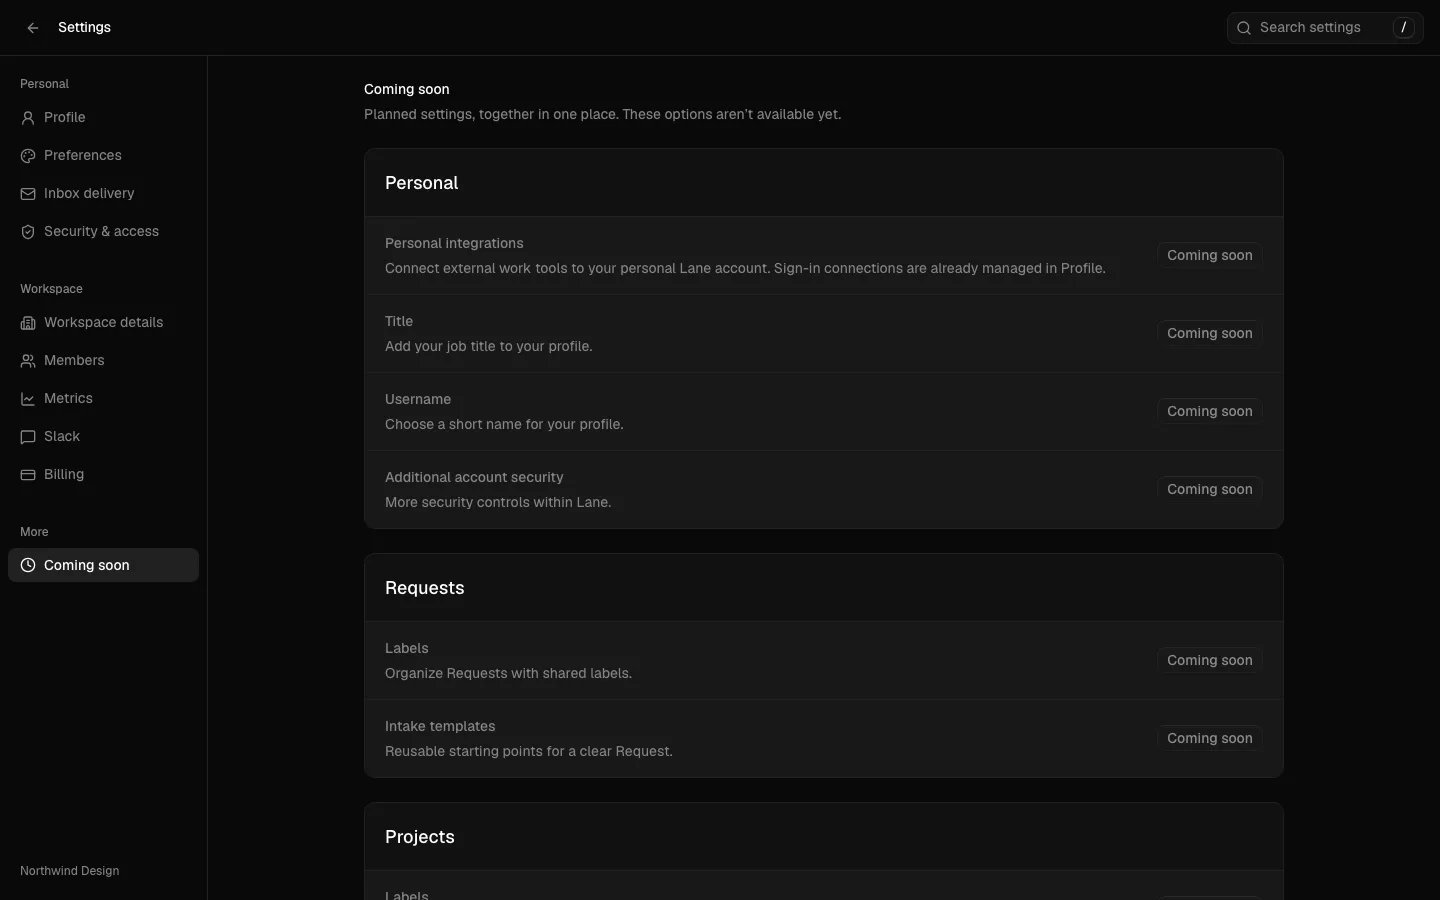 Settings
Search settings
/
Personal
Profile
Preferences
Inbox delivery
Security & access
Workspace
Workspace details
Members
Metrics
Slack
Billing
More
Coming soon
Northwind Design
Coming soon
Planned settings, together in one place. These options aren't available yet.
Personal
Personal integrations
Connect external work tools to your personal Lane account. Sign-in connections are already managed in Profile.
Coming soon
Title
Add your job title to your profile.
Coming soon
Username
Choose a short name for your profile.
Coming soon
Additional account security
More security controls within Lane.
Coming soon
Requests
Labels
Organize Requests with shared labels.
Coming soon
Intake templates
Reusable starting points for a clear Request.
Coming soon
Projects
Labels